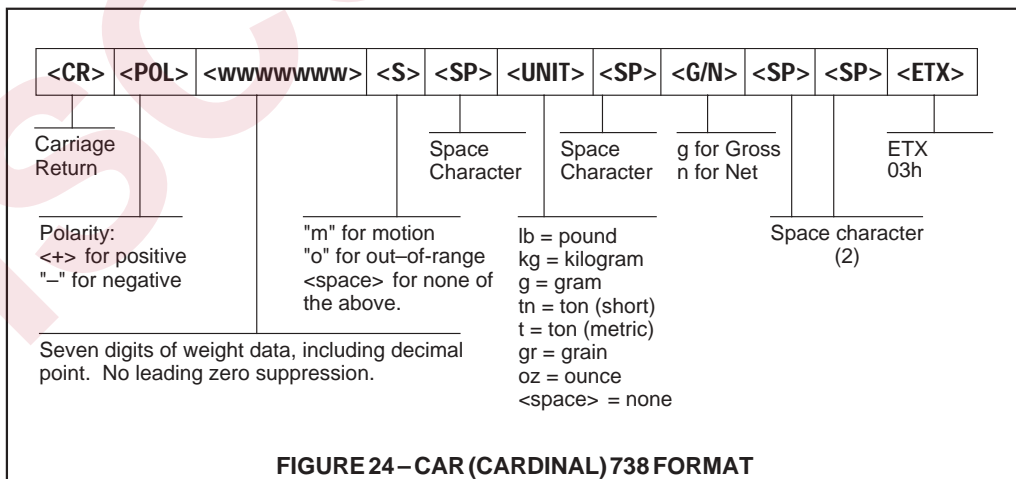 <CR> <POL> <wwwwwww> <S> <SP> <UNIT> <SP> <G/N> <SP> <SP> <ETX>
Carriage
Return
Space
Character
Space
Character
g for Gross
n for Net
ETX
03h
Polarity:
<+> for positive
"–" for negative
"m" for motion
"o" for out–of-range
<space> for none of
the above.
lb = pound
kg = kilogram
g = gram
tn = ton (short)
t = ton (metric)
gr = grain
oz = ounce
<space> = none
Space character
(2)
Seven digits of weight data, including decimal
point. No leading zero suppression.
FIGURE 24 – CAR (CARDINAL) 738 FORMAT